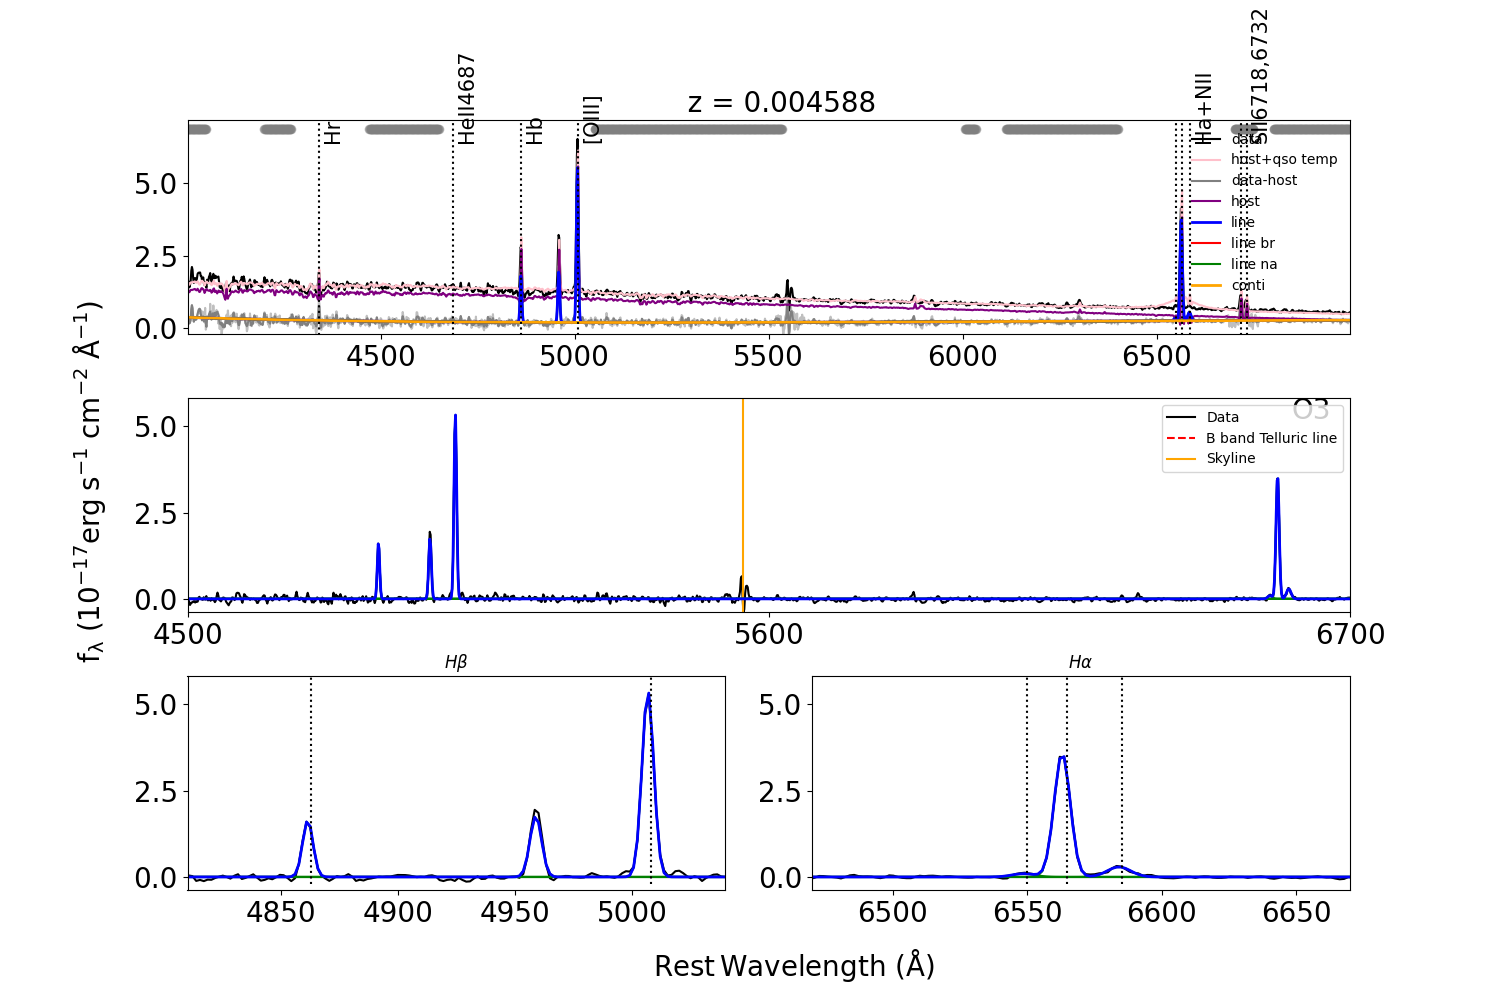 z = 0.004588
Hr
HeII4687
Hb
[OIII]
Ha+NII
SII6718,6732
data
host+qso temp
data-host
host
line
line br
line na
conti
5.0
2.5
0.0
4500
5000
5500
6000
6500
O3
Data
B band Telluric line
Skyline
5.0
2.5
0.0
4500
5600
6700
fλ (10⁻¹⁷erg s⁻¹ cm⁻² Å⁻¹)
Hβ
5.0
2.5
0.0
4850
4900
4950
5000
Hα
5.0
2.5
0.0
6500
6550
6600
6650
Rest Wavelength (Å)